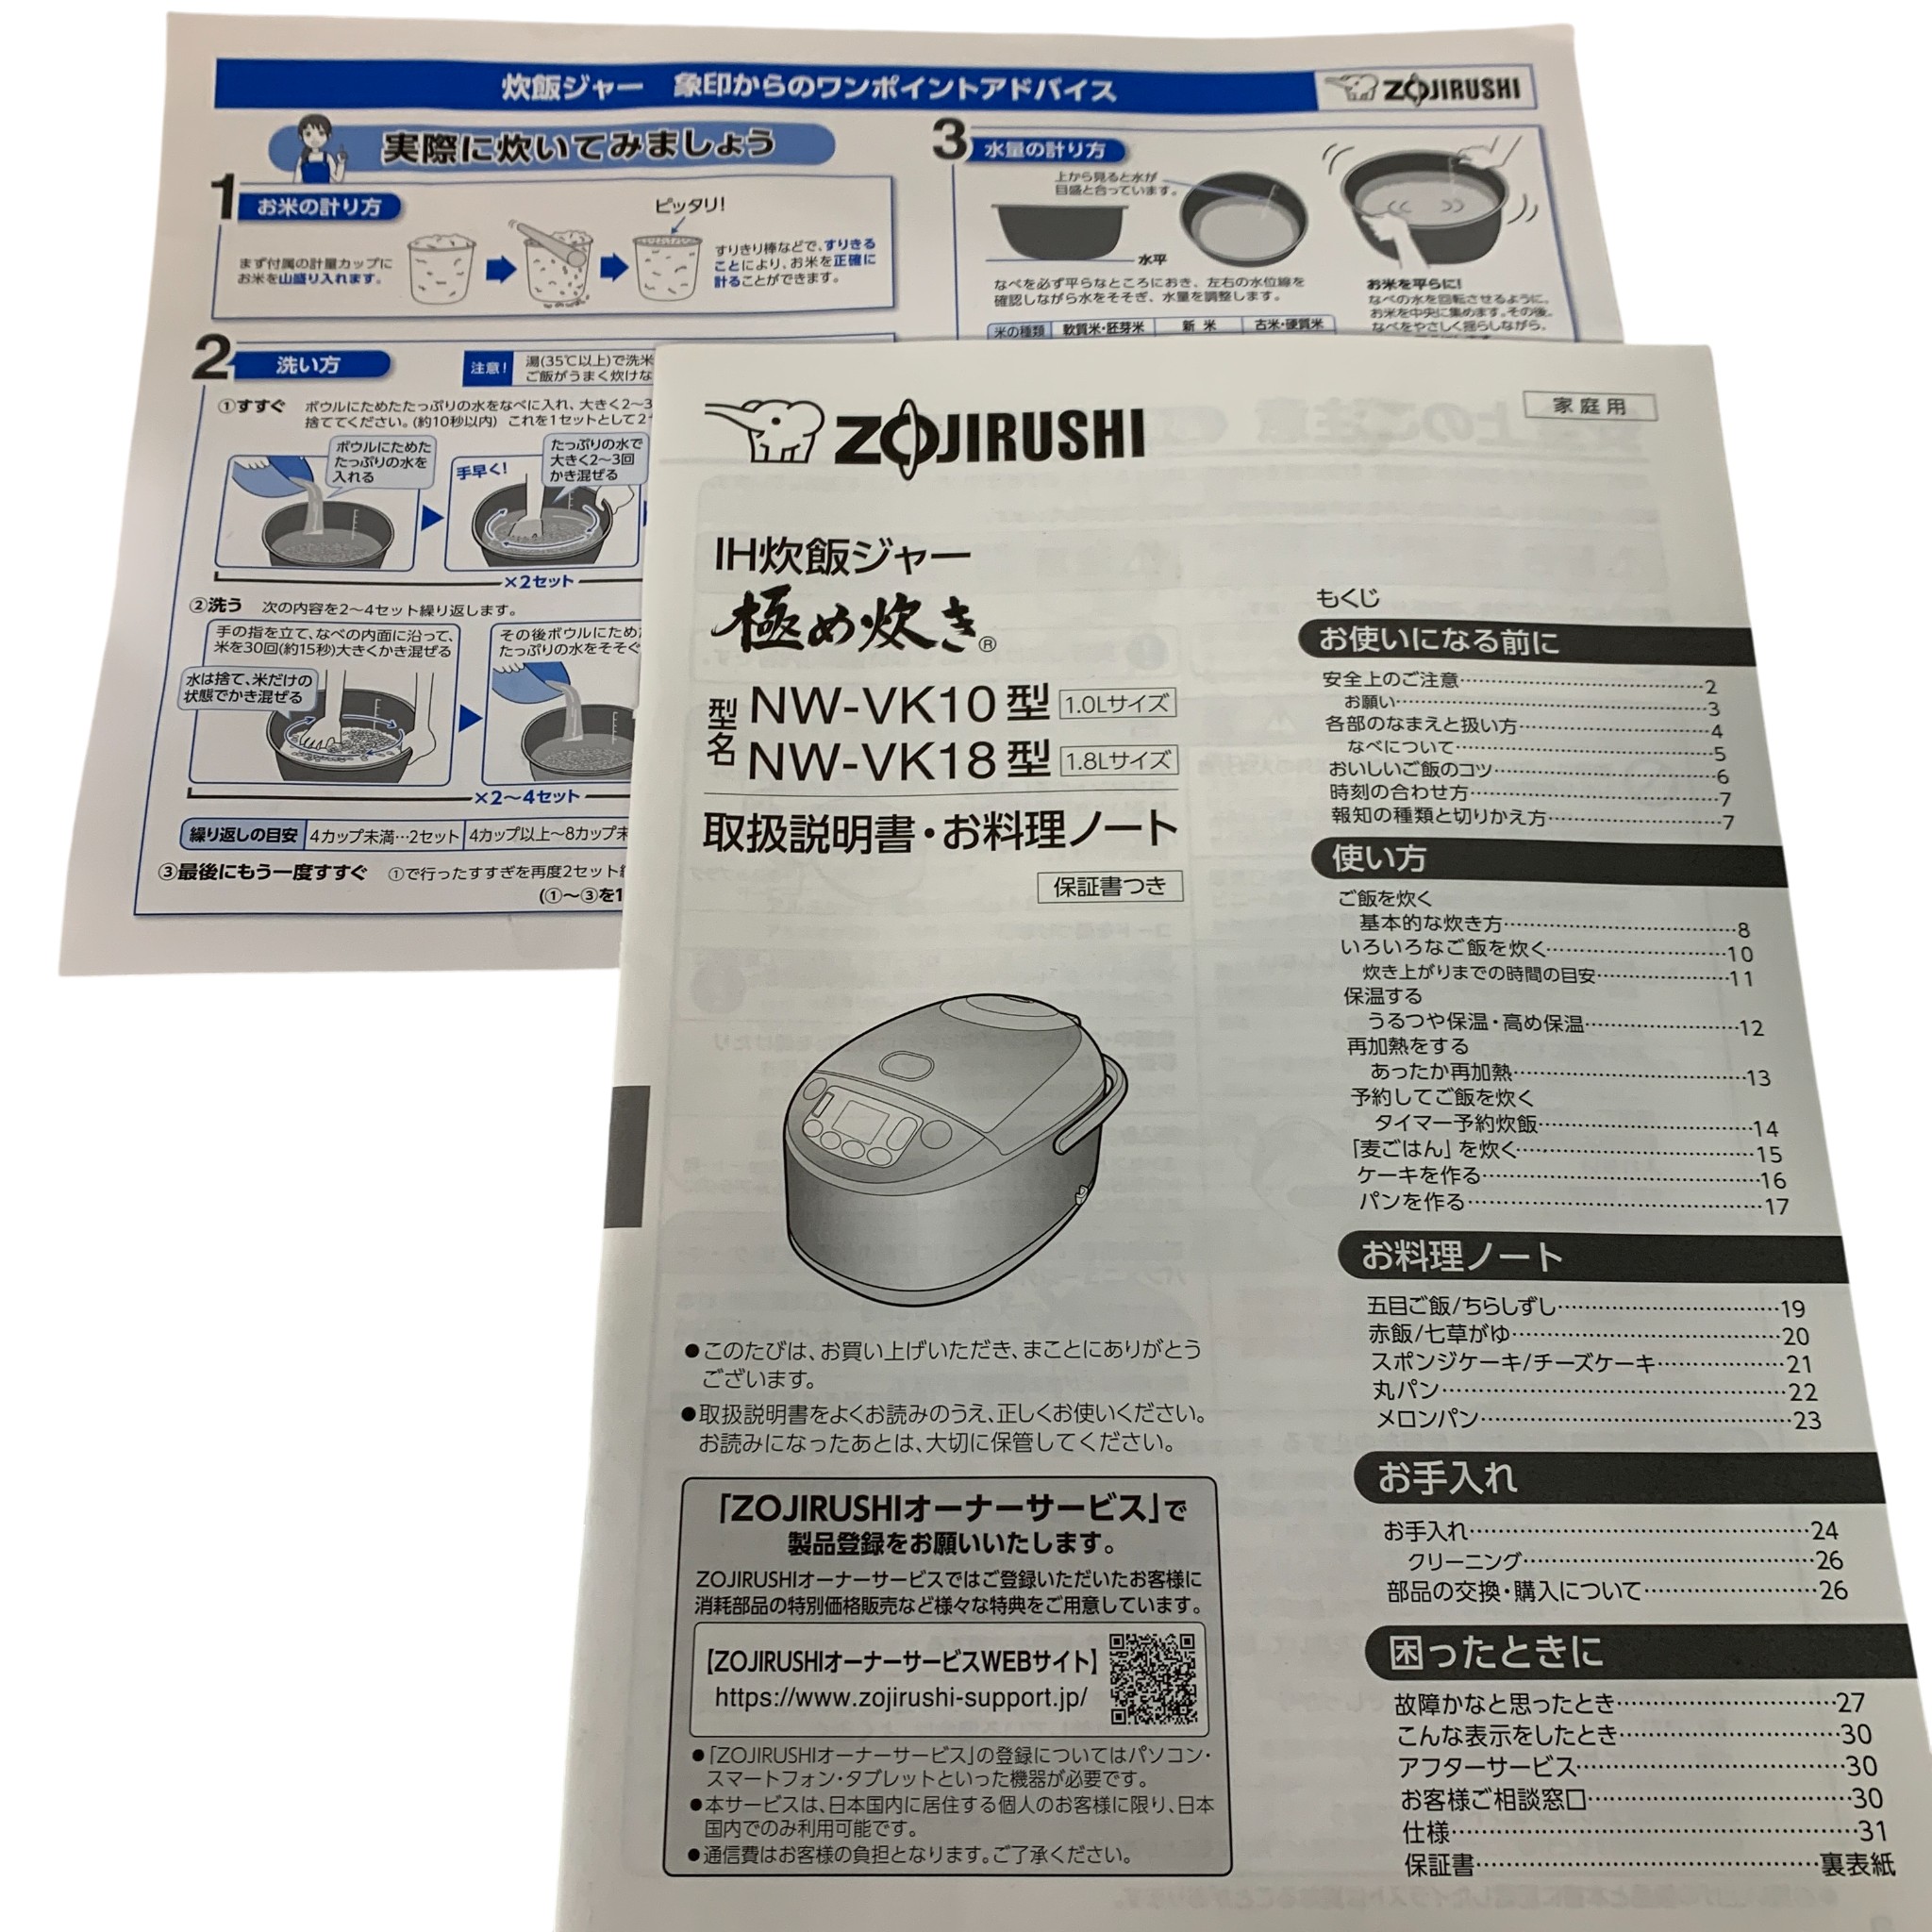 炊飯ジャー 象印からのワンポイントアドバイス
ZOJIRUSHI
実際に炊いてみましょう
1 お米の計り方
まず付属の計量カップに
お米を山盛り入れます。
ピッタリ!
すりきり棒などで、すりきる
ことにより、お米を正確に
計ることができます。
2 洗い方
注意!
湯(35℃以上)で洗米
ご飯がうまく炊けな
①すすぐ
ボウルにためたたっぷりの水をなべに入れ、大きく2〜3
捨ててください。(約10秒以内) これを1セットとして2
ボウルにためた
たっぷりの水を
入れる
手早く!
たっぷりの水で
大きく2〜3回
かき混ぜる
×2セット
②洗う 次の内容を2〜4セット繰り返します。
手の指を立て、なべの内面に沿って、
米を30回(約15秒)大きくかき混ぜる
水は捨て、米だけの
状態でかき混ぜる
その後ボウルにため
たっぷりの水をそそぐ
×2〜4セット
繰り返しの目安 4カップ未満…2セット 4カップ以上〜8カップ未
③最後にもう一度すすぐ ①で行ったすすぎを再度2セット
(①〜③を1
3 水量の計り方
上から見ると水が
目盛と合っています。
水平
なべを必ず平らなところにおき、左右の水位線を
確認しながら水をそそぎ、水量を調整します。
米の種類 軟質米・胚芽米 新米 古米・硬質米
お米を平らに!
なべの水を回転させるように、
お米を中央に集めます。その後、
なべをやさしく揺らしながら、
ZOJIRUSHI
家庭用
IH炊飯ジャー
極め炊き®
型名
NW-VK10型 1.0Lサイズ
NW-VK18型 1.8Lサイズ
取扱説明書・お料理ノート
保証書つき
●このたびは、お買い上げいただき、まことにありがとう
ございます。
●取扱説明書をよくお読みのうえ、正しくお使いください。
お読みになったあとは、大切に保管してください。
「ZOJIRUSHIオーナーサービス」で
製品登録をお願いいたします。
ZOJIRUSHIオーナーサービスではご登録いただいたお客様に
消耗部品の特別価格販売など様々な特典をご用意しています。
【ZOJIRUSHIオーナーサービスWEBサイト】
https://www.zojirushi-support.jp/
●「ZOJIRUSHIオーナーサービス」の登録についてはパソコン・
スマートフォン・タブレットといった機器が必要です。
●本サービスは、日本国内に居住する個人のお客様に限り、日本
国内でのみ利用可能です。
●通信費はお客様の負担となります。ご了承ください。
もくじ
お使いになる前に
安全上のご注意…2
お願い…3
各部のなまえと扱い方…4
なべについて…5
おいしいご飯のコツ…6
時刻の合わせ方…7
報知の種類と切りかえ方…7
使い方
ご飯を炊く
基本的な炊き方…8
いろいろなご飯を炊く…10
炊き上がりまでの時間の目安…11
保温する
うるつや保温・高め保温…12
再加熱をする
あったか再加熱…13
予約してご飯を炊く
タイマー予約炊飯…14
「麦ごはん」を炊く…15
ケーキを作る…16
パンを作る…17
お料理ノート
五目ご飯/ちらしずし…19
赤飯/七草がゆ…20
スポンジケーキ/チーズケーキ…21
丸パン…22
メロンパン…23
お手入れ
お手入れ…24
クリーニング…26
部品の交換・購入について…26
困ったときに
故障かなと思ったとき…27
こんな表示をしたとき…30
アフターサービス…30
お客様ご相談窓口…30
仕様…31
保証書…裏表紙